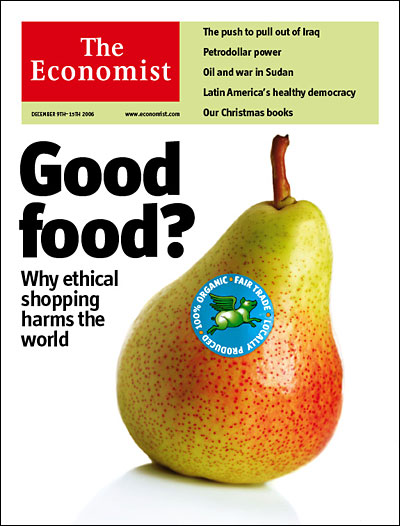 The
Economist
DECEMBER 9TH-15TH 2006
www.economist.com
The push to pull out of Iraq
Petrodollar power
Oil and war in Sudan
Latin America's healthy democracy
Our Christmas books
Good
food?
Why ethical
shopping
harms the
world
100% ORGANIC • FAIR TRADE • LOCALLY PRODUCED •